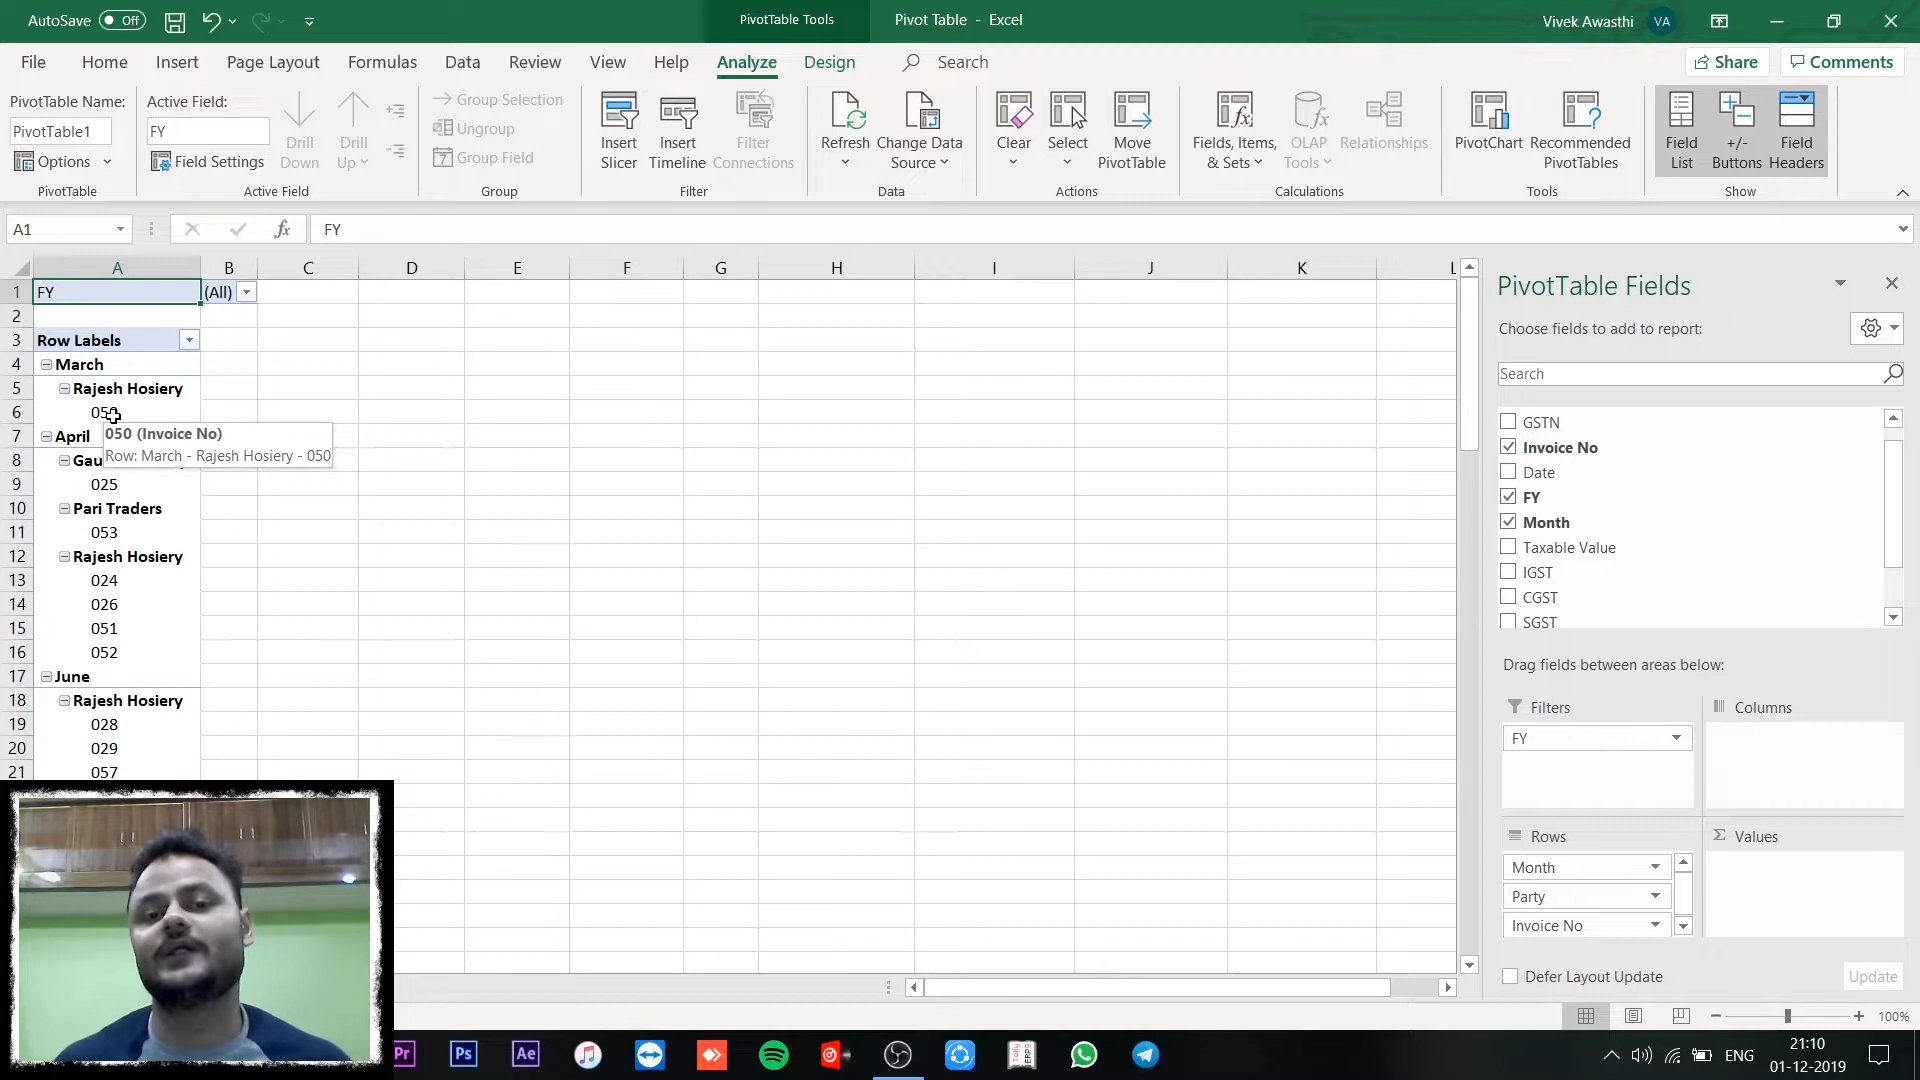 AutoSave Off
PivotTable Tools
Pivot Table - Excel
Vivek Awasthi VA
File Home Insert Page Layout Formulas Data Review View Help Analyze Design Search Share Comments
PivotTable Name:
PivotTable1
Options
PivotTable
Active Field:
FY
Field Settings
Drill Down
Drill Up
Active Field
Group Selection
Ungroup
Group Field
Group
Insert Slicer
Insert Timeline
Filter Connections
Filter
Refresh
Change Data Source
Data
Clear
Select
Move PivotTable
Actions
Fields, Items, & Sets
OLAP Tools
Relationships
Calculations
PivotChart
Recommended PivotTables
Tools
Field List
+/- Buttons
Field Headers
Show
A1 fx FY
A B C D E F G H I J K L
1 FY (All)
2
3 Row Labels
4 March
5 Rajesh Hosiery
6
7 April
050 (Invoice No)
Row: March - Rajesh Hosiery - 050
8
9 025
10 Pari Traders
11 053
12 Rajesh Hosiery
13 024
14 026
15 051
16 052
17 June
18 Rajesh Hosiery
19 028
20 029
21 057
PivotTable Fields
Choose fields to add to report:
Search
GSTN
Invoice No
Date
FY
Month
Taxable Value
IGST
CGST
SGST
Drag fields between areas below:
Filters
FY
Columns
Rows
Month
Party
Invoice No
Σ Values
Defer Layout Update Update
100%
Pr Ps Ae
ENG
21:10
01-12-2019